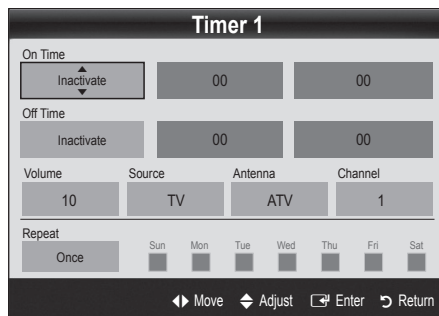 Timer 1
On Time
Inactivate 00 00
Off Time
Inactivate 00 00
Volume Source Antenna Channel
10 TV ATV 1
Repeat
Sun Mon Tue Wed Thu Fri Sat
Once
Move Adjust Enter Return